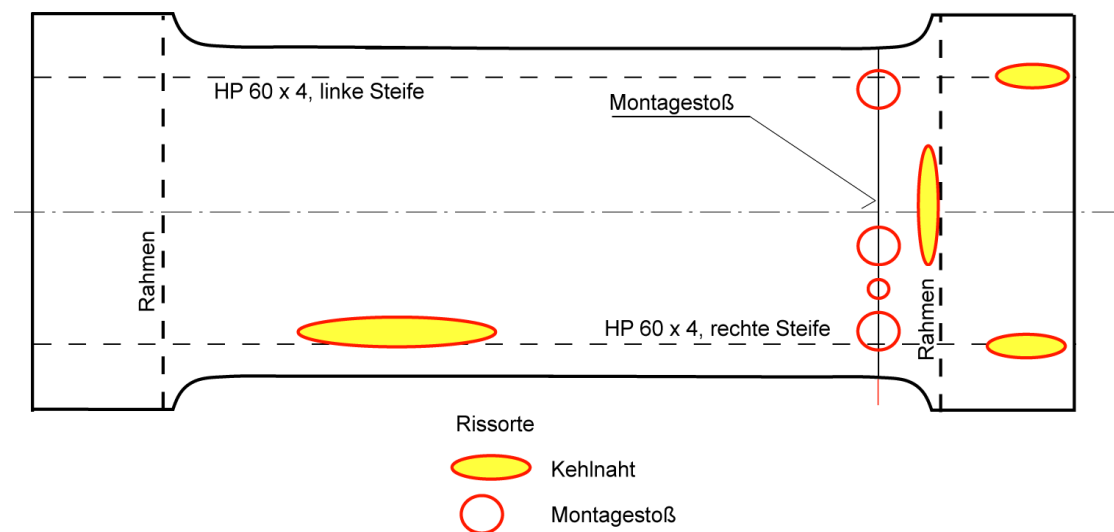 HP 60 x 4, linke Steife
Montagestoß
Rahmen
HP 60 x 4, rechte Steife
Rahmen
Rissorte
Kehlnaht
Montagestoß